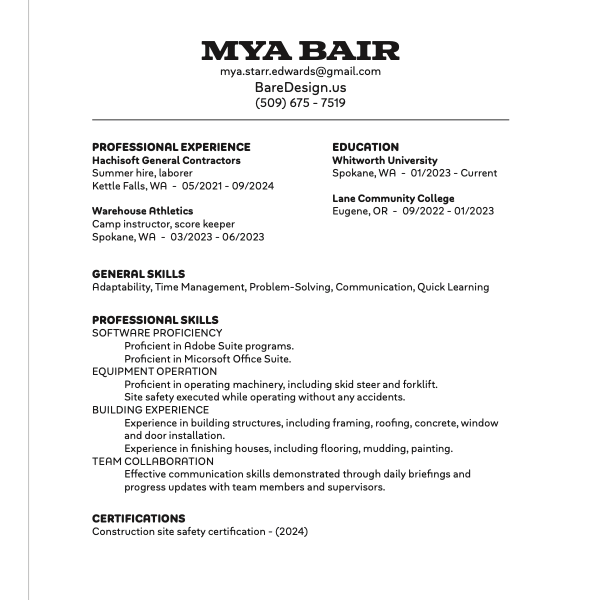 MYA BAIR
mya.starr.edwards@gmail.com
BareDesign.us
(509) 675 - 7519
PROFESSIONAL EXPERIENCE
Hachisoft General Contractors
Summer hire, laborer
Kettle Falls, WA - 05/2021 - 09/2024
Warehouse Athletics
Camp instructor, score keeper
Spokane, WA - 03/2023 - 06/2023
EDUCATION
Whitworth University
Spokane, WA - 01/2023 - Current
Lane Community College
Eugene, OR - 09/2022 - 01/2023
GENERAL SKILLS
Adaptability, Time Management, Problem-Solving, Communication, Quick Learning
PROFESSIONAL SKILLS
SOFTWARE PROFICIENCY
Proficient in Adobe Suite programs.
Proficient in Micorsoft Office Suite.
EQUIPMENT OPERATION
Proficient in operating machinery, including skid steer and forklift.
Site safety executed while operating without any accidents.
BUILDING EXPERIENCE
Experience in building structures, including framing, roofing, concrete, window
and door installation.
Experience in finishing houses, including flooring, mudding, painting.
TEAM COLLABORATION
Effective communication skills demonstrated through daily briefings and
progress updates with team members and supervisors.
CERTIFICATIONS
Construction site safety certification - (2024)